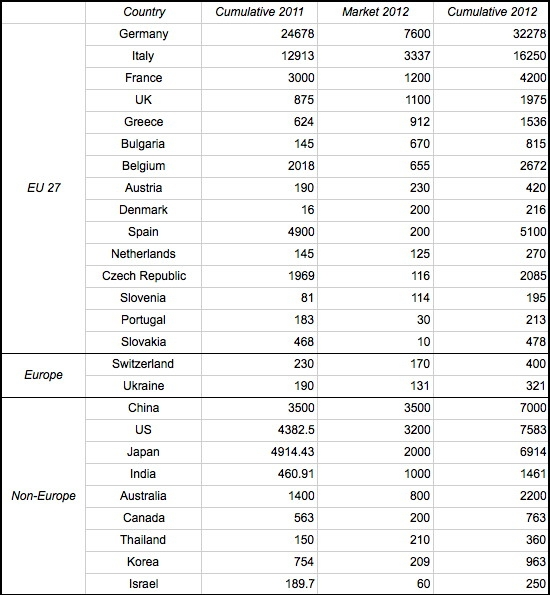 Country Cumulative 2011 Market 2012 Cumulative 2012
Germany 24678 7600 32278
Italy 12913 3337 16250
France 3000 1200 4200
UK 875 1100 1975
Greece 624 912 1536
Bulgaria 145 670 815
Belgium 2018 655 2672
EU 27 Austria 190 230 420
Denmark 16 200 216
Spain 4900 200 5100
Netherlands 145 125 270
Czech Republic 1969 116 2085
Slovenia 81 114 195
Portugal 183 30 213
Slovakia 468 10 478
Europe Switzerland 230 170 400
Ukraine 190 131 321
China 3500 3500 7000
US 4382.5 3200 7583
Japan 4914.43 2000 6914
India 460.91 1000 1461
Non-Europe Australia 1400 800 2200
Canada 563 200 763
Thailand 150 210 360
Korea 754 209 963
Israel 189.7 60 250